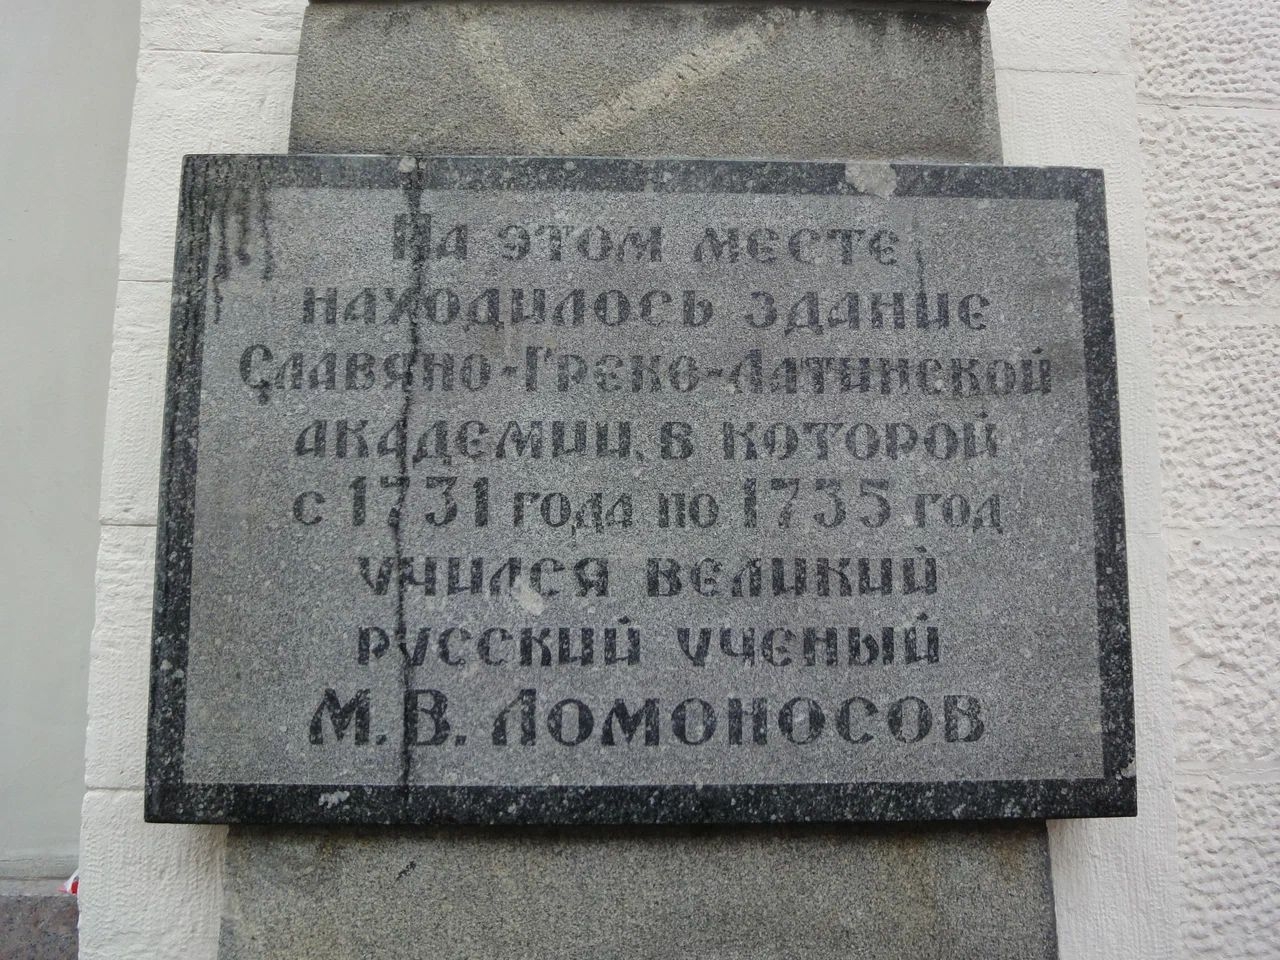 На этом месте
находилось здание
Славяно-Греко-Латинской
академии, в которой
с 1731 года по 1735 год
учился великий
русский ученый
М.В. Ломоносов